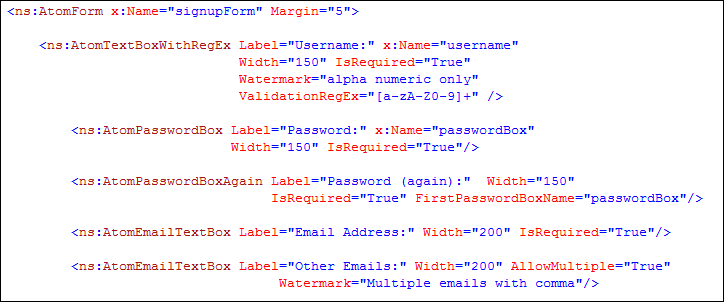 <ns:AtomForm x:Name="signupForm" Margin="5">
<ns:AtomTextBoxWithRegEx Label="Username:" x:Name="username"
Width="150" IsRequired="True"
Watermark="alpha numeric only"
ValidationRegEx="[a-zA-Z0-9]+" />
<ns:AtomPasswordBox Label="Password:" x:Name="passwordBox"
Width="150" IsRequired="True"/>
<ns:AtomPasswordBoxAgain Label="Password (again):"  Width="150"
IsRequired="True" FirstPasswordBoxName="passwordBox"/>
<ns:AtomEmailTextBox Label="Email Address:" Width="200" IsRequired="True"/>
<ns:AtomEmailTextBox Label="Other Emails:" Width="200" AllowMultiple="True"
Watermark="Multiple emails with comma"/>